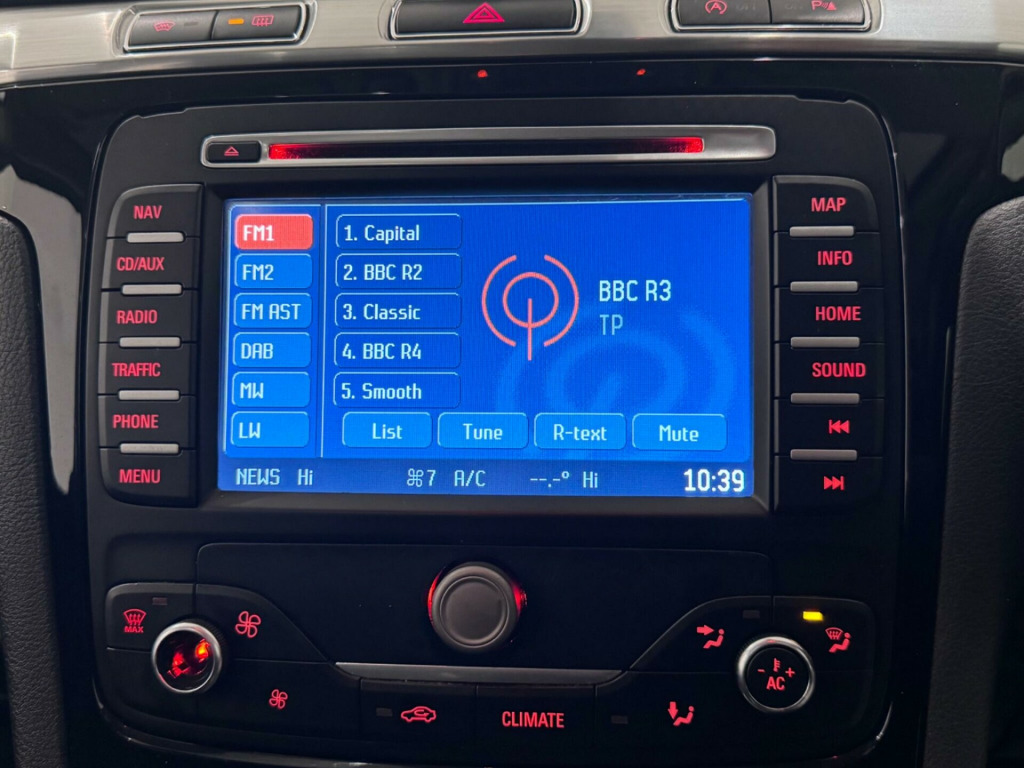 OFF
OFF
NAV
CD/AUX
RADIO
TRAFFIC
PHONE
MENU
FM1
FM2
FM AST
DAB
MW
LW
1. Capital
2. BBC R2
3. Classic
4. BBC R4
5. Smooth
BBC R3
TP
List Tune R-text Mute
NEWS Hi 7 A/C --.-° Hi 10:39
MAP
INFO
HOME
SOUND
MAX
- +
AC
CLIMATE